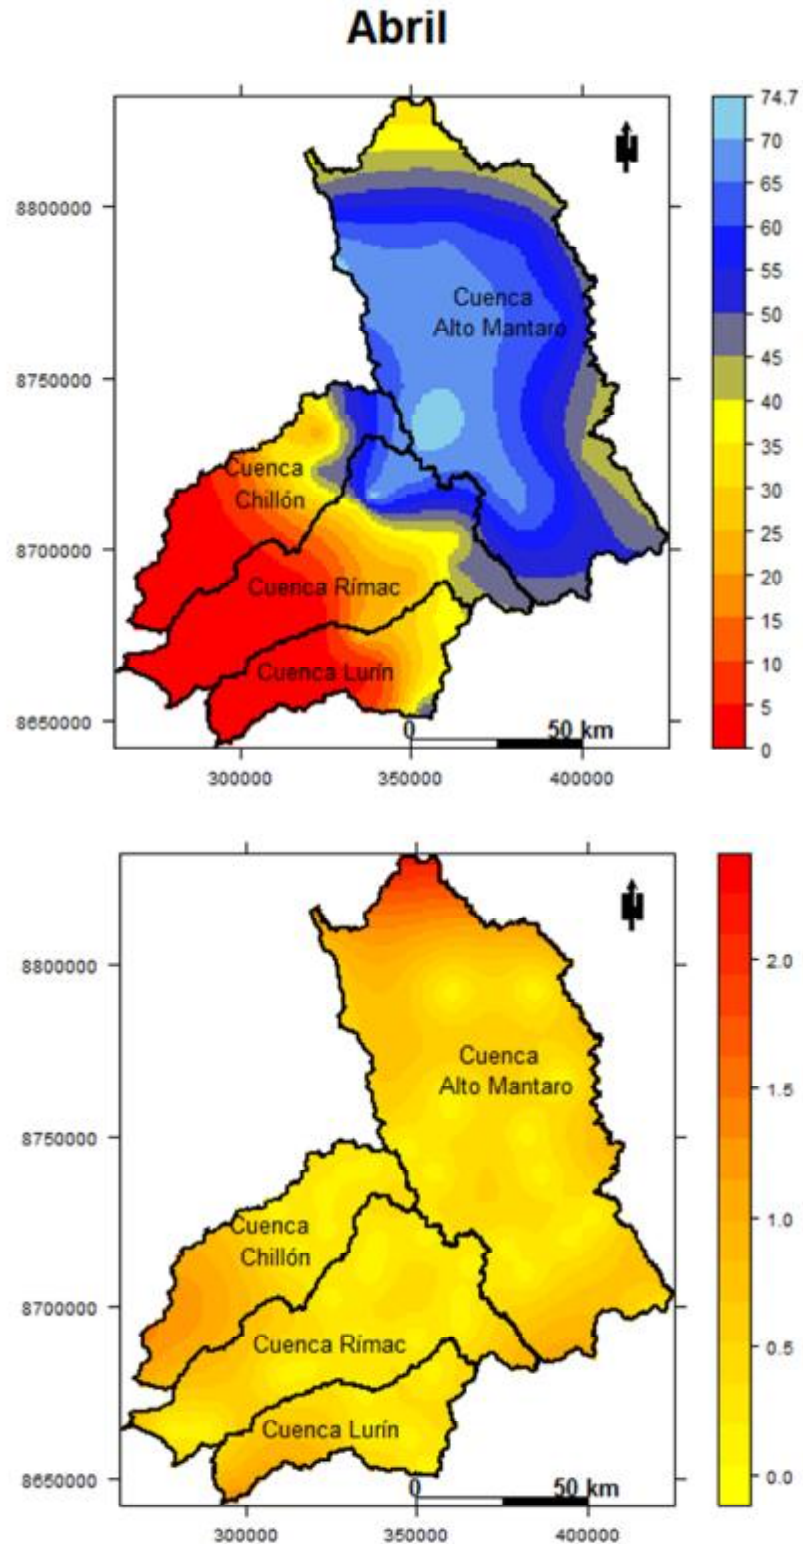 Abril
74.7
70
65
60
55
50
45
40
35
30
25
20
15
10
5
0
8800000
8750000
8700000
8650000
Cuenca
Alto Mantaro
Cuenca
Chillón
Cuenca Rímac
Cuenca Lurín
0 50 km
300000 350000 400000
8800000
8750000
8700000
8650000
Cuenca
Alto Mantaro
Cuenca
Chillón
Cuenca Rímac
Cuenca Lurín
0 50 km
300000 350000 400000
2.0
1.5
1.0
0.5
0.0